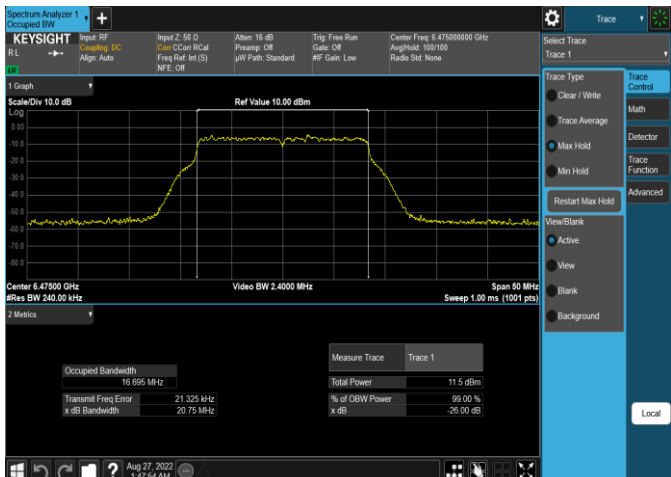 Spectrum Analyzer 1
Occupied BW
Trace
KEYSIGHT
R L
Input: RF
Coupling: DC
Align: Auto
Input Z: 50 Ω
Corr CCorr RCal
Freq Ref: Int (S)
NFE: Off
Atten: 16 dB
Preamp: Off
µW Path: Standard
Trig: Free Run
Gate: Off
#IF Gain: Low
Center Freq: 6.475000000 GHz
Avg|Hold: 100/100
Radio Std: None
Select Trace
Trace 1
1 Graph
Scale/Div 10.0 dB
Ref Value 10.00 dBm
Log
0.00
-10.0
-20.0
-30.0
-40.0
-50.0
-60.0
-70.0
-80.0
Center 6.47500 GHz
#Res BW 240.00 kHz
Video BW 2.4000 MHz
Span 50 MHz
Sweep 1.00 ms (1001 pts)
Trace Type
Clear / Write
Trace Average
Max Hold
Min Hold
Restart Max Hold
View/Blank
Active
View
Blank
Background
Trace
Control
Math
Detector
Trace
Function
Advanced
Local
2 Metrics
Occupied Bandwidth
16.695 MHz
Transmit Freq Error 21.325 kHz
x dB Bandwidth 20.75 MHz
Measure Trace Trace 1
Total Power 11.5 dBm
% of OBW Power 99.00 %
x dB -26.00 dB
Aug 27, 2022
1:47:54 AM